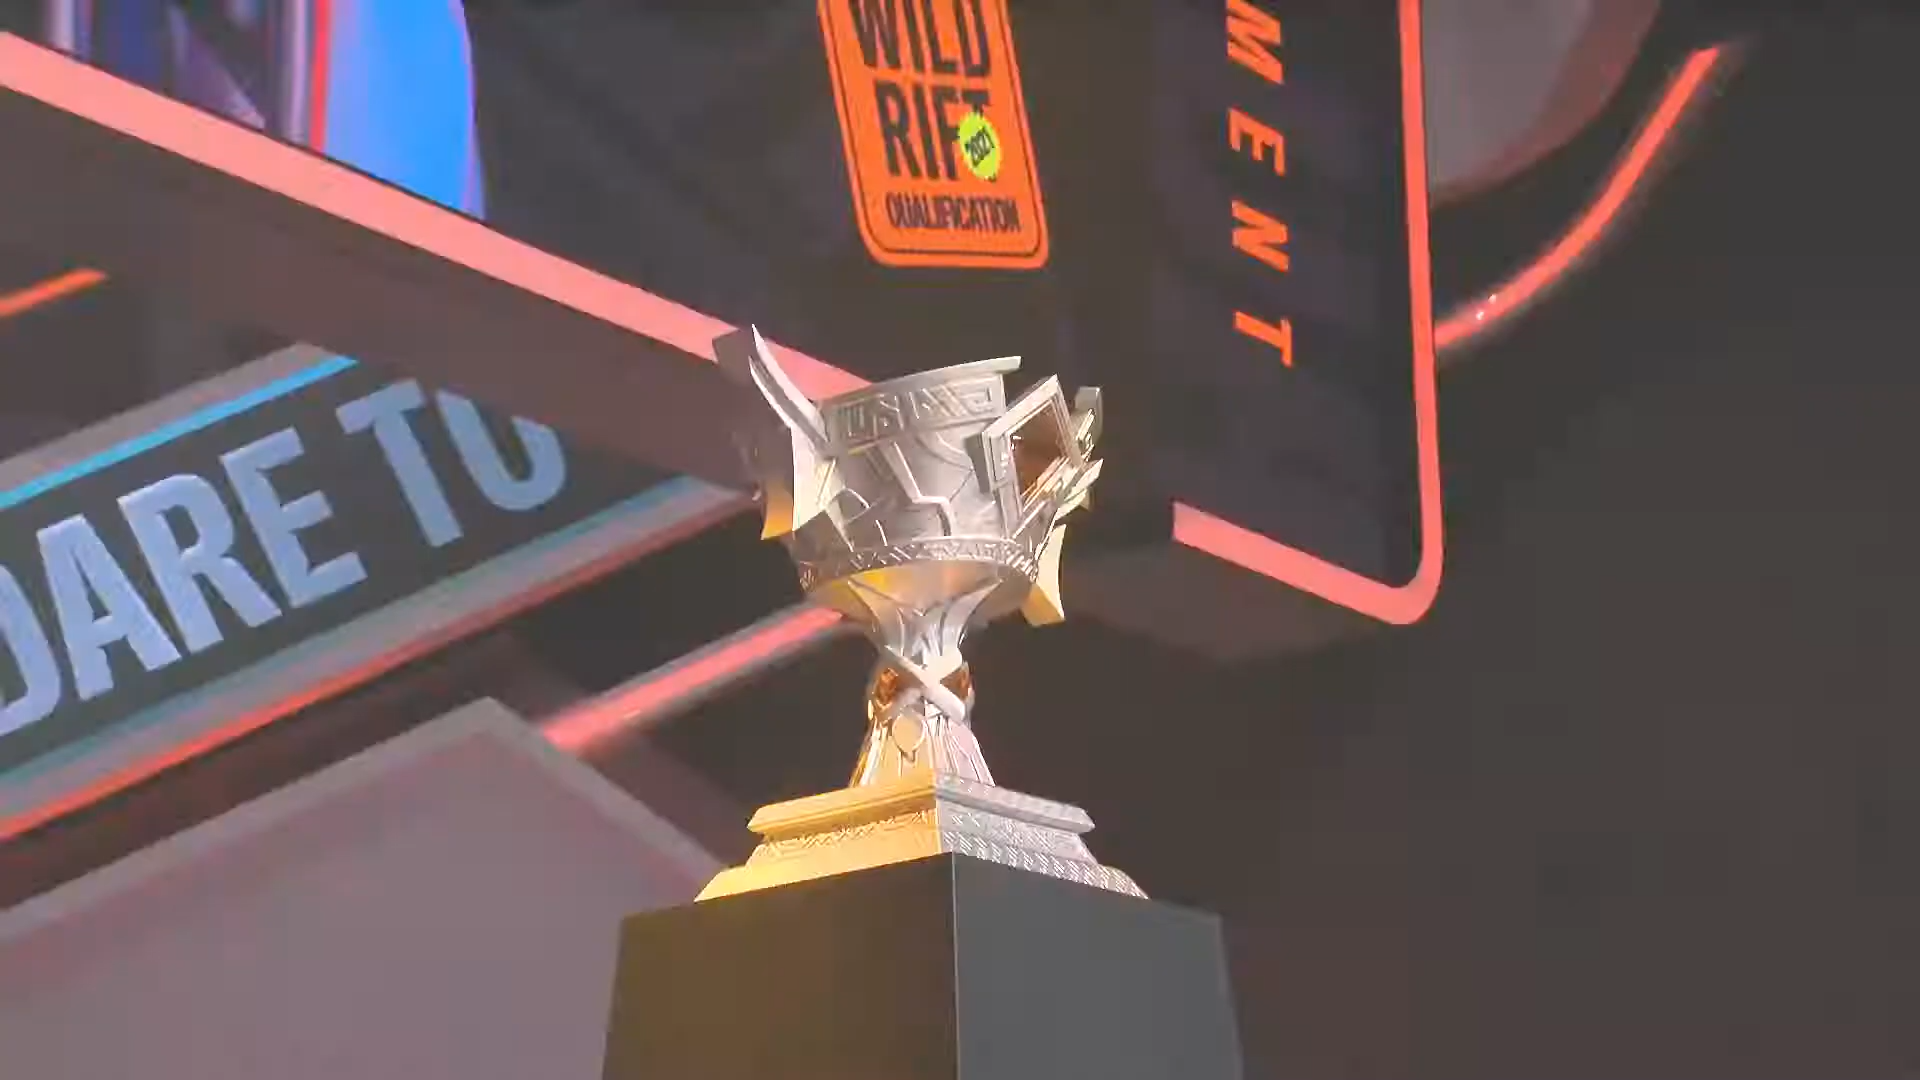 WILD
RIFT
2021
QUALIFICATION
MENT
DARE TO